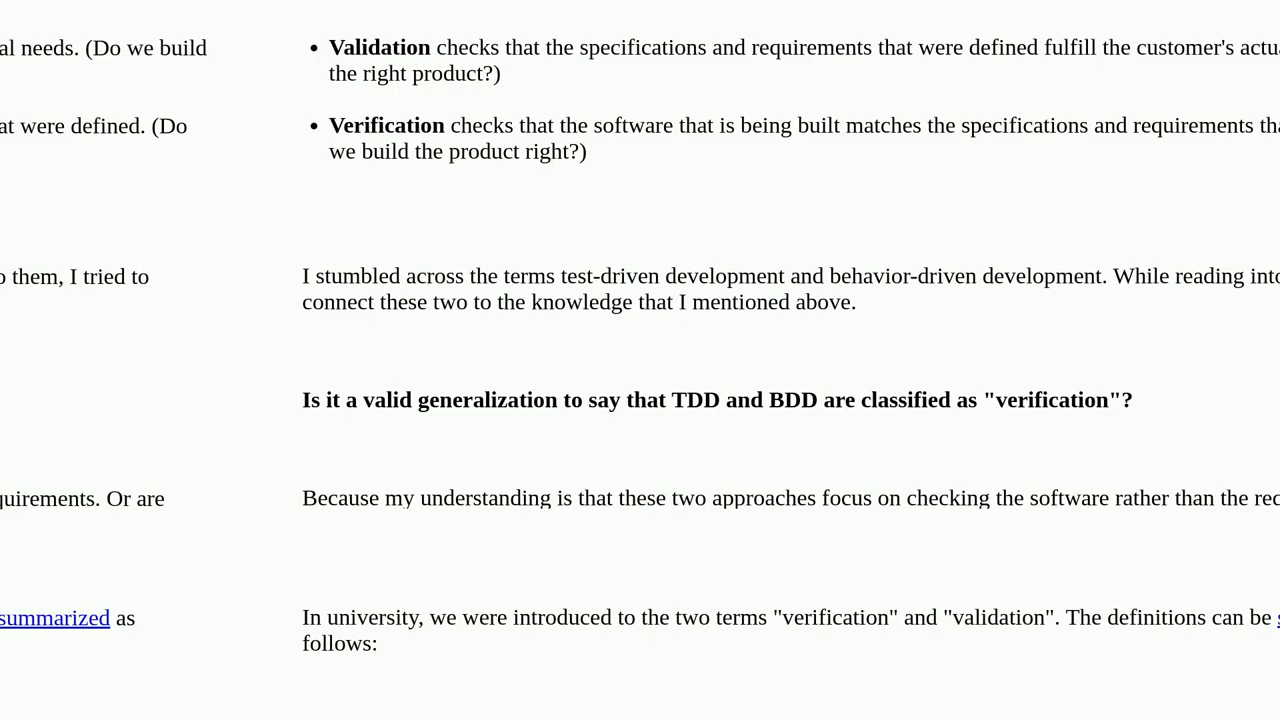 al needs. (Do we build
Validation checks that the specifications and requirements that were defined fulfill the customer's actu
the right product?)
at were defined. (Do
Verification checks that the software that is being built matches the specifications and requirements th
we build the product right?)
o them, I tried to
I stumbled across the terms test-driven development and behavior-driven development. While reading into
connect these two to the knowledge that I mentioned above.
Is it a valid generalization to say that TDD and BDD are classified as "verification"?
quirements. Or are
Because my understanding is that these two approaches focus on checking the software rather than the re
summarized as
In university, we were introduced to the two terms "verification" and "validation". The definitions can be
follows: